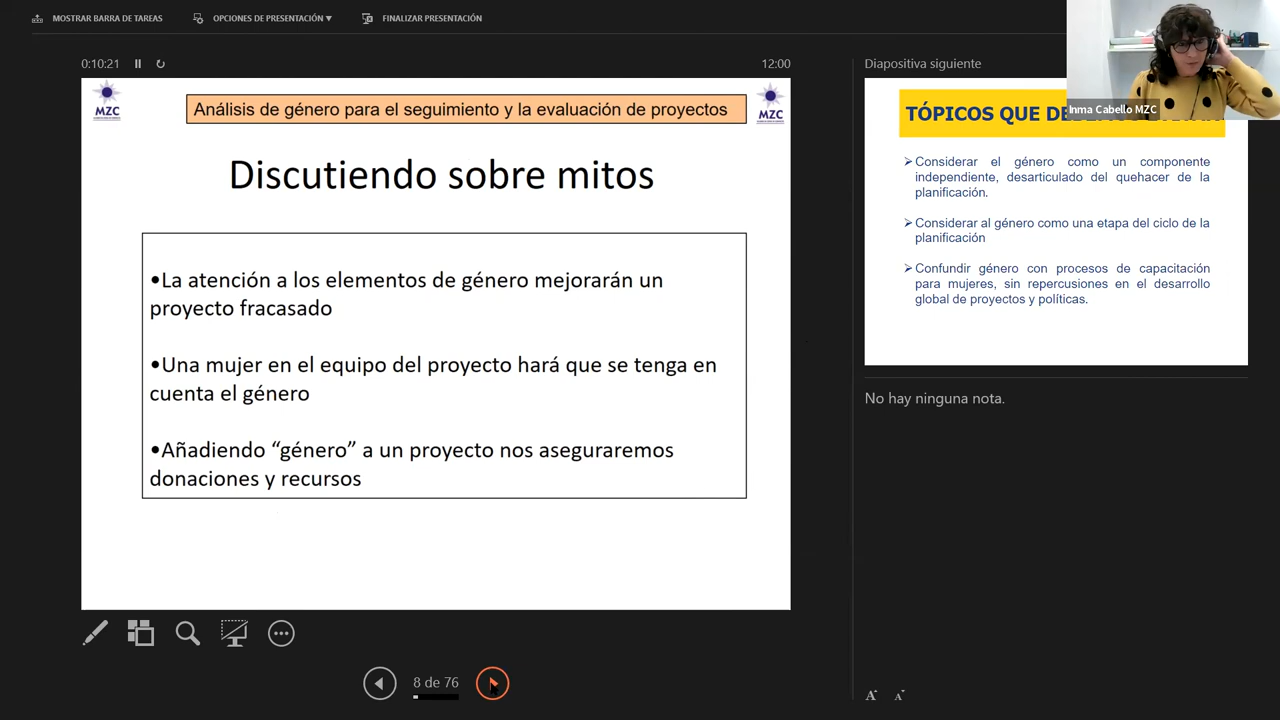 MOSTRAR BARRA DE TAREAS
OPCIONES DE PRESENTACIÓN ▼
FINALIZAR PRESENTACIÓN
0:10:21
12:00
MZC
Análisis de género para el seguimiento y la evaluación de proyectos
MZC
Discutiendo sobre mitos
•La atención a los elementos de género mejorarán un
proyecto fracasado
•Una mujer en el equipo del proyecto hará que se tenga en
cuenta el género
•Añadiendo “género” a un proyecto nos aseguraremos
donaciones y recursos
8 de 76
Diapositiva siguiente
Inma Cabello MZC
TÓPICOS QUE
➢Considerar el género como un componente
independiente, desarticulado del quehacer de la
planificación.
➢Considerar al género como una etapa del ciclo de la
planificación
➢Confundir género con procesos de capacitación
para mujeres, sin repercusiones en el desarrollo
global de proyectos y políticas.
No hay ninguna nota.
A A